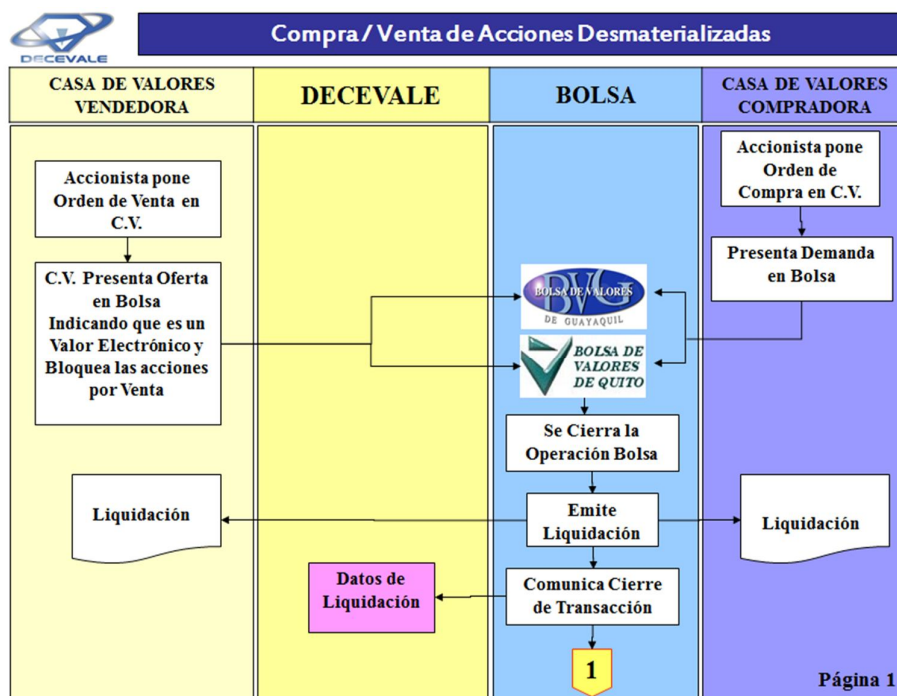 DECEVALE
Compra / Venta de Acciones Desmaterializadas
CASA DE VALORES
VENDEDORA
DECEVALE
BOLSA
CASA DE VALORES
COMPRADORA
Accionista pone
Orden de Venta en
C.V.
C.V. Presenta Oferta
en Bolsa
Indicando que es un
Valor Electrónico y
Bloquea las acciones
por Venta
Accionista pone
Orden de
Compra en C.V.
Presenta Demanda
en Bolsa
BVG
BOLSA DE VALORES
DE GUAYAQUIL
BOLSA DE
VALORES
DE QUITO
Se Cierra la
Operación Bolsa
Liquidación
Emite
Liquidación
Liquidación
Datos de
Liquidación
Comunica Cierre
de Transacción
1
Página 1